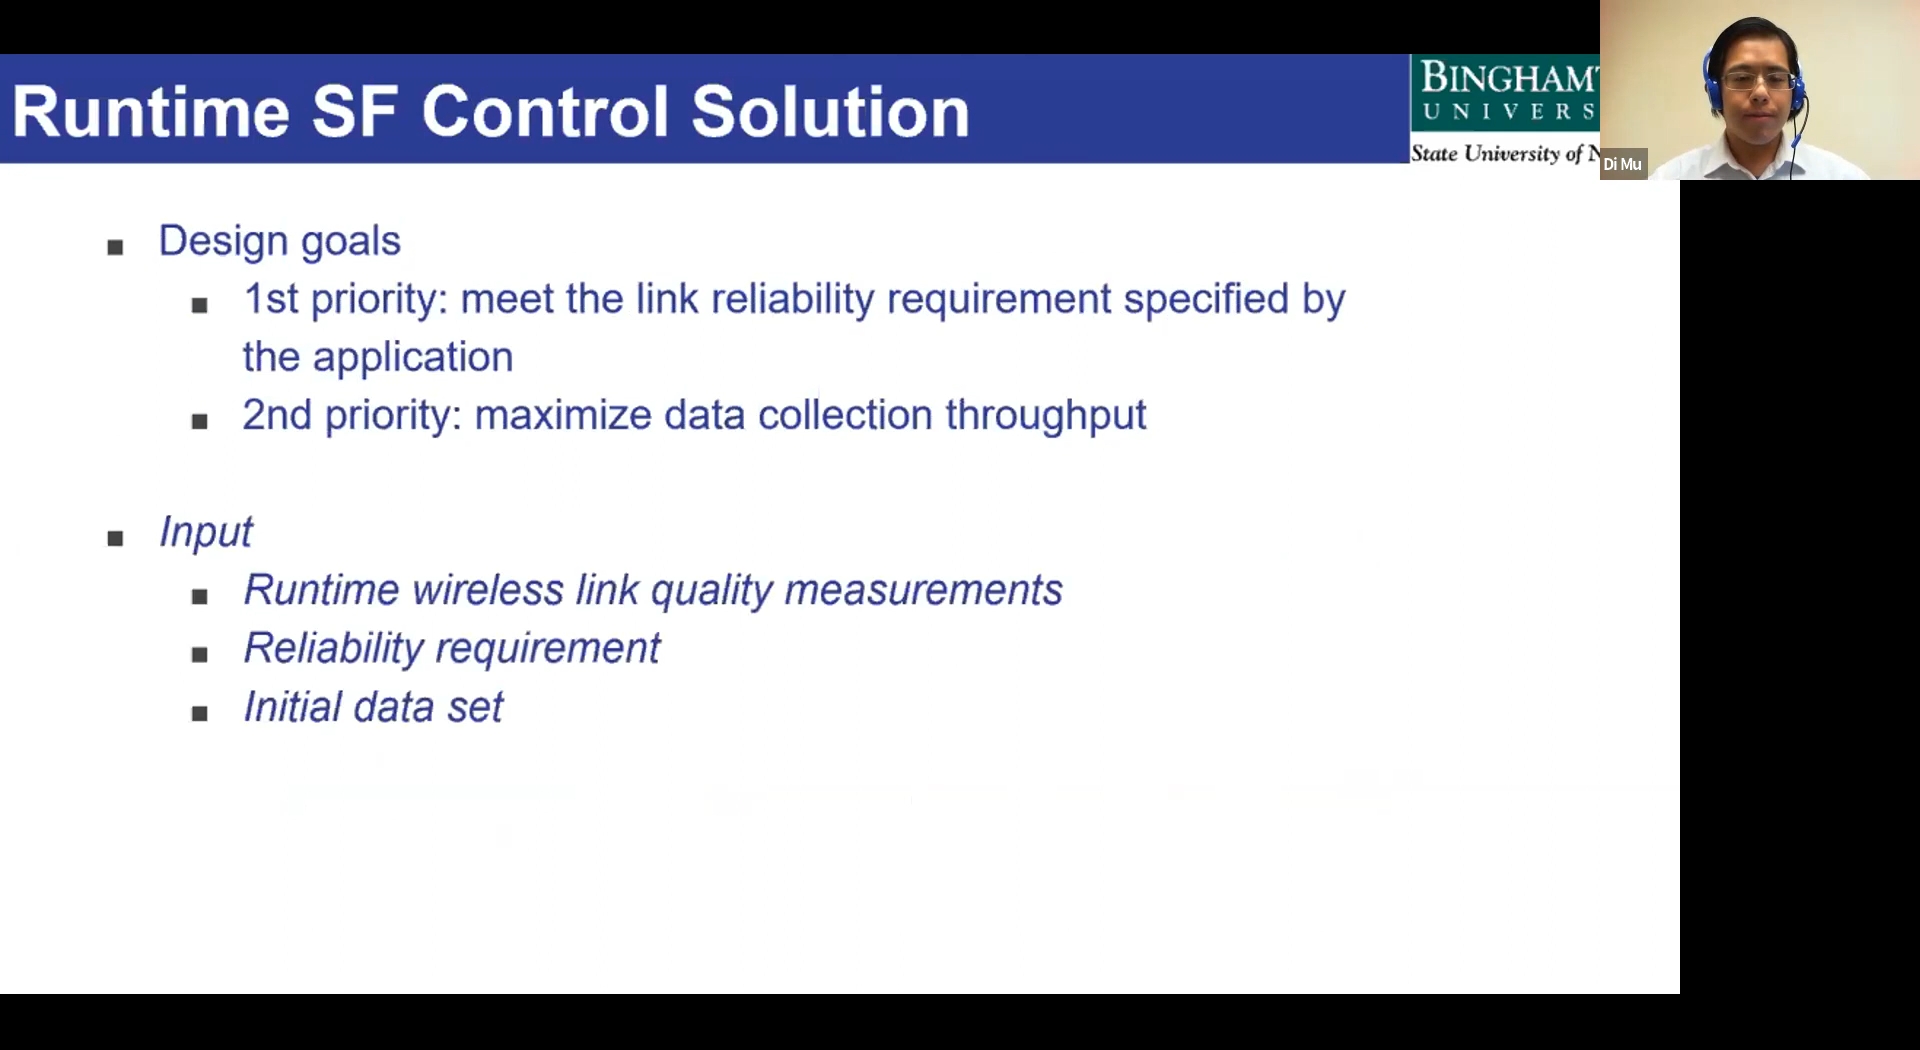 Runtime SF Control Solution
BINGHAM
UNIVERS
State University of N
Di Mu
Design goals
1st priority: meet the link reliability requirement specified by
the application
2nd priority: maximize data collection throughput
Input
Runtime wireless link quality measurements
Reliability requirement
Initial data set